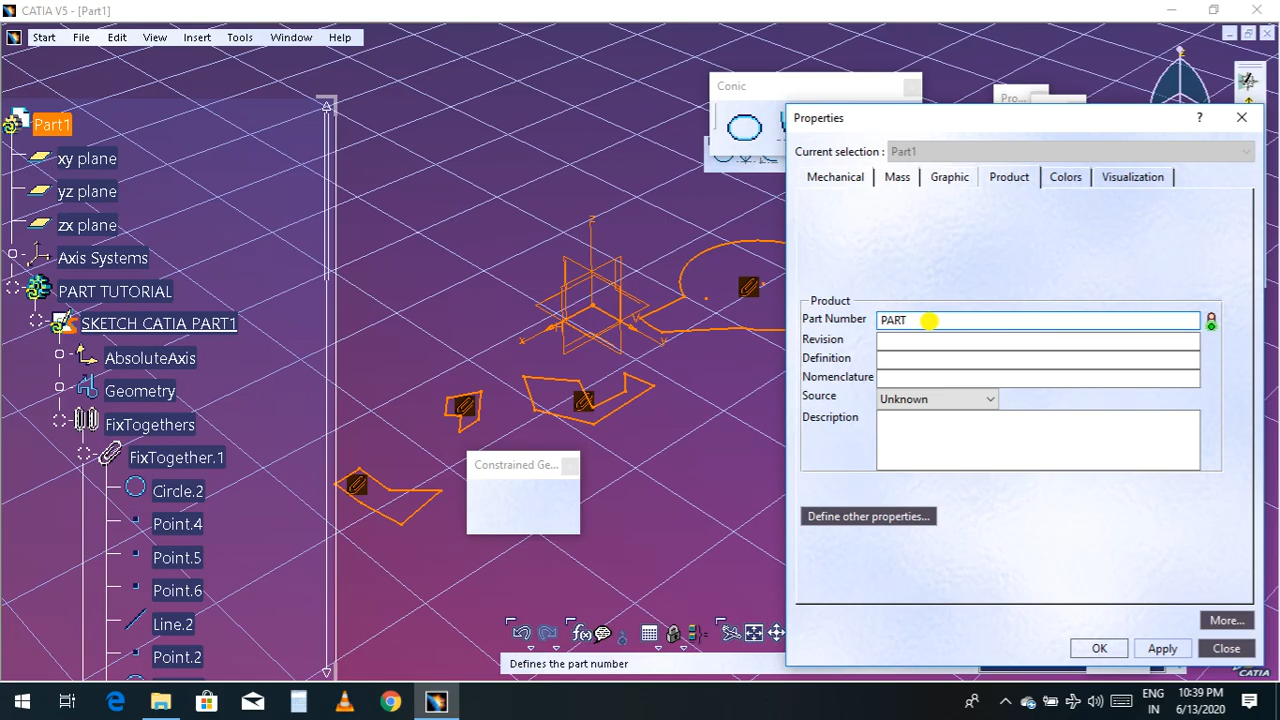 CATIA V5 - [Part1]
Start File Edit View Insert Tools Window Help
Part1
xy plane
yz plane
zx plane
Axis Systems
PART TUTORIAL
SKETCH CATIA PART1
AbsoluteAxis
Geometry
FixTogethers
FixTogether.1
Circle.2
Point.4
Point.5
Point.6
Line.2
Point.2
z
x
y
Conic
Pro...
Constrained Ge...
Properties
? 
Current selection : Part1
Mechanical Mass Graphic Product Colors Visualization
Product
Part Number PART
Revision
Definition
Nomenclature
Source Unknown
Description
Define other properties...
More...
OK Apply Close
Defines the part number
CATIA
ENG
IN
10:39 PM
6/13/2020